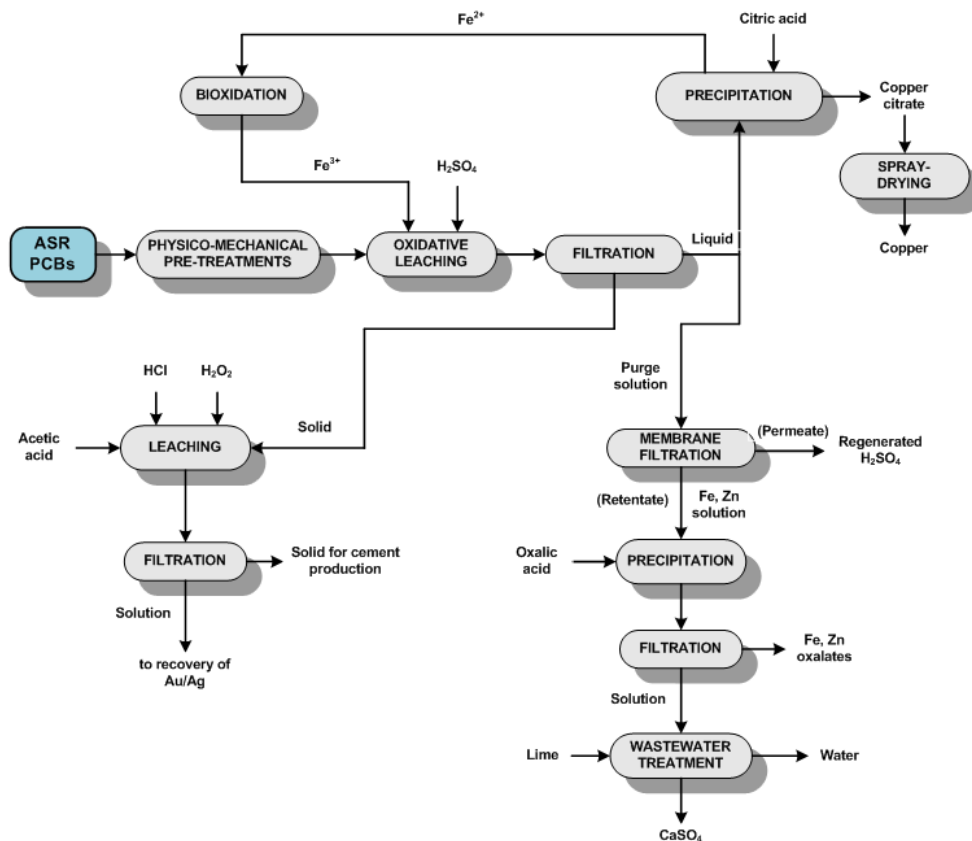 Fe2+
Citric acid
BIOXIDATION
PRECIPITATION
Copper
citrate
Fe3+
H2SO4
SPRAY-
DRYING
ASR
PCBs
PHYSICO-MECHANICAL
PRE-TREATMENTS
OXIDATIVE
LEACHING
FILTRATION
Liquid
Copper
HCl
H2O2
Purge
solution
Acetic
acid
LEACHING
Solid
MEMBRANE
FILTRATION
(Permeate)
Regenerated
H2SO4
(Retentate)
Fe, Zn
solution
FILTRATION
Solid for cement
production
Oxalic
acid
PRECIPITATION
Solution
to recovery of
Au/Ag
FILTRATION
Fe, Zn
oxalates
Solution
Lime
WASTEWATER
TREATMENT
Water
CaSO4